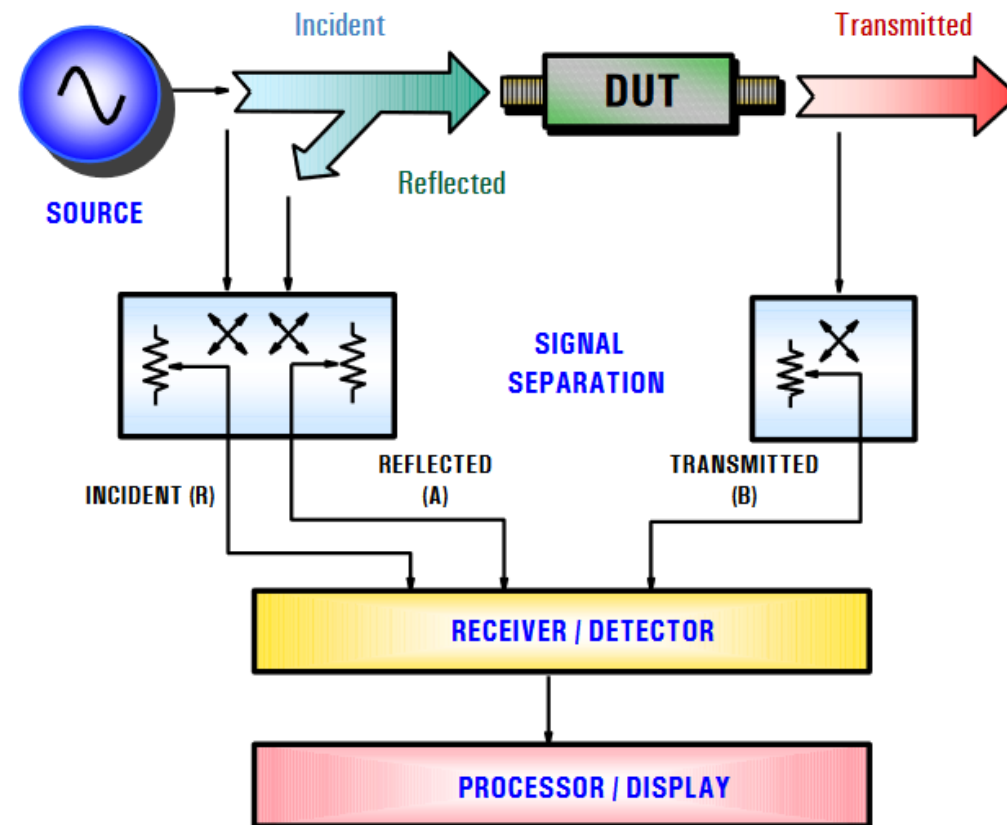 Incident
Transmitted
DUT
Reflected
SOURCE
SIGNAL
SEPARATION
INCIDENT (R)
REFLECTED
(A)
TRANSMITTED
(B)
RECEIVER / DETECTOR
PROCESSOR / DISPLAY